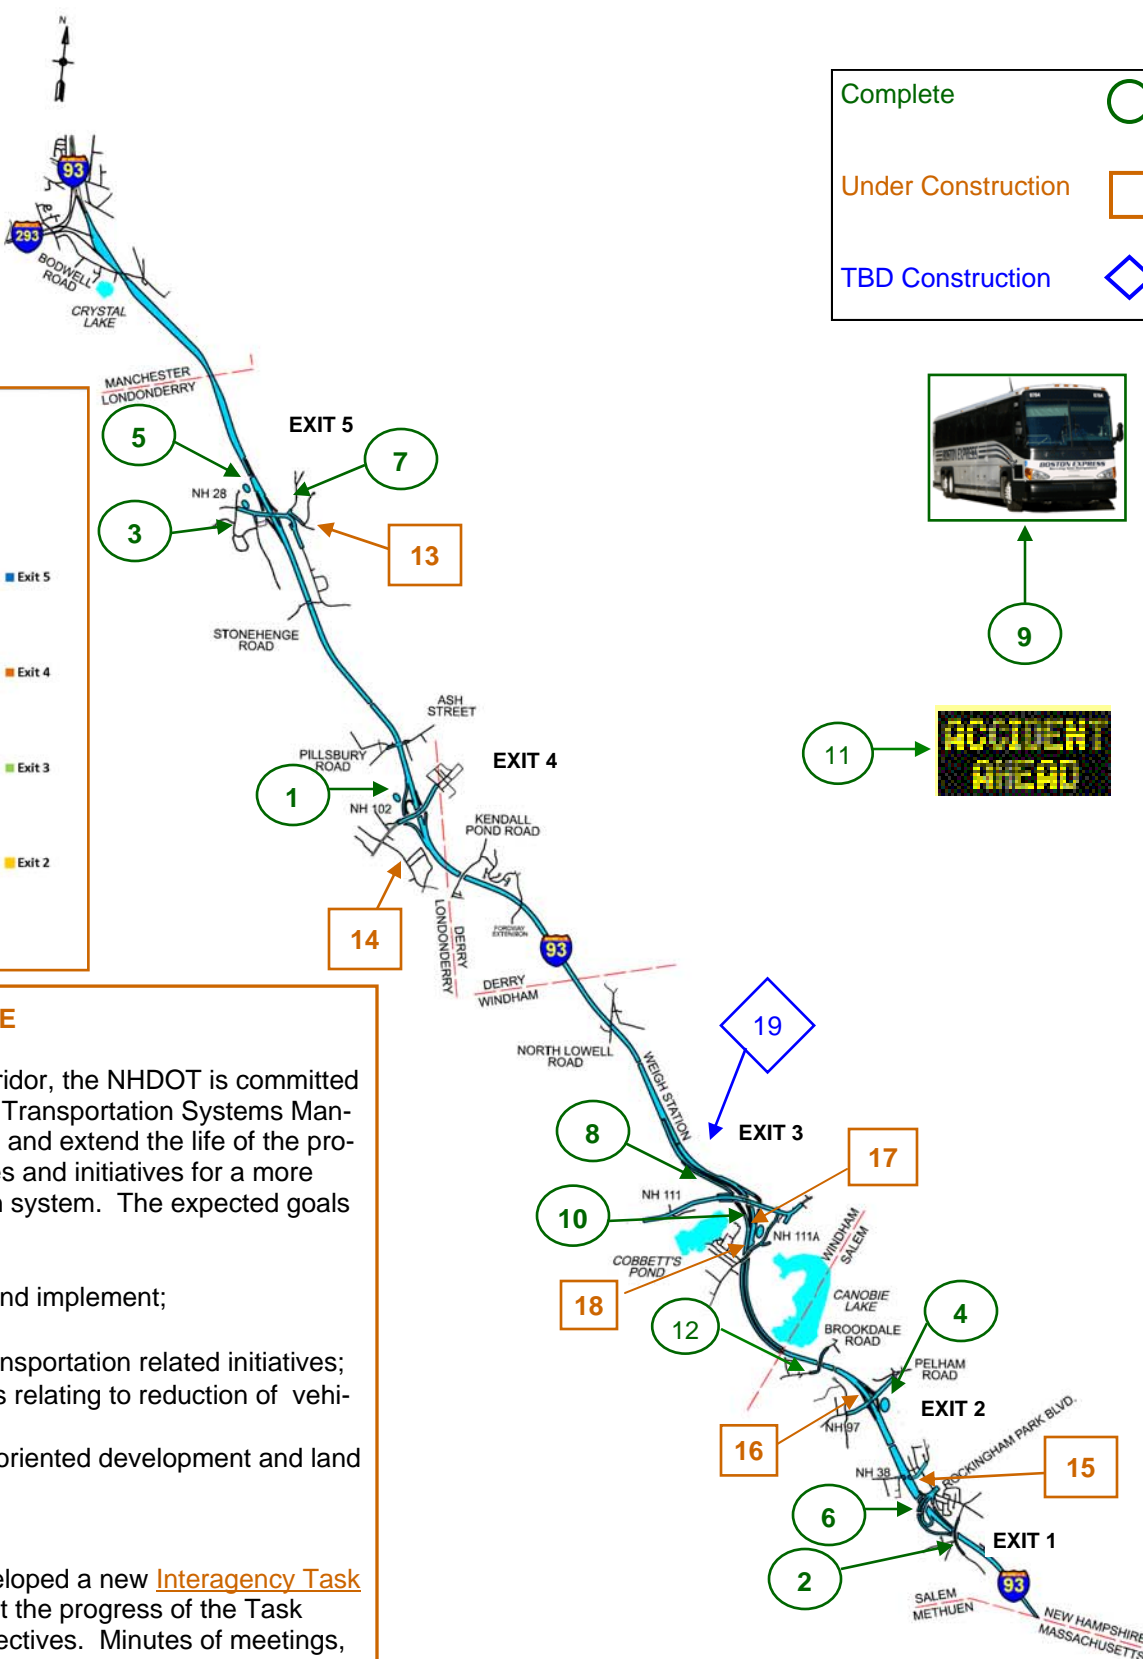 N
Complete
Under Construction
TBD Construction
93
293
BODWELL
ROAD
CRYSTAL
LAKE
MANCHESTER
LONDONDERRY
EXIT 5
5
7
NH 28
3
13
STONEHENGE
ROAD
BOSTON EXPRESS
BOSTON EXPRESS
9
Exit 5
Exit 4
Exit 3
Exit 2
ASH
STREET
PILLSBURY
ROAD
EXIT 4
1
NH 102
KENDALL
POND ROAD
11
ACCIDENT
AHEAD
14
DERRY
LONDONDERRY
FORDWAY
EXTENSION
93
DERRY
WINDHAM
NORTH LOWELL
ROAD
WEIGH STATION
19
EXIT 3
8
17
NH 111
10
NH 111A
COBBETT'S
POND
WINDHAM
SALEM
18
CANOBIE
LAKE
12
BROOKDALE
ROAD
4
PELHAM
ROAD
EXIT 2
NH 97
16
ROCKINGHAM PARK BLVD.
NH 38
15
6
EXIT 1
2
93
SALEM
METHUEN
NEW HAMPSHIRE
MASSACHUSETTS
E
ridor, the NHDOT is committed
Transportation Systems Man-
and extend the life of the pro-
es and initiatives for a more
n system.  The expected goals
nd implement;
nsportation related initiatives;
s relating to reduction of  vehi-
oriented development and land
eloped a new Interagency Task
t the progress of the Task
ectives.  Minutes of meetings,